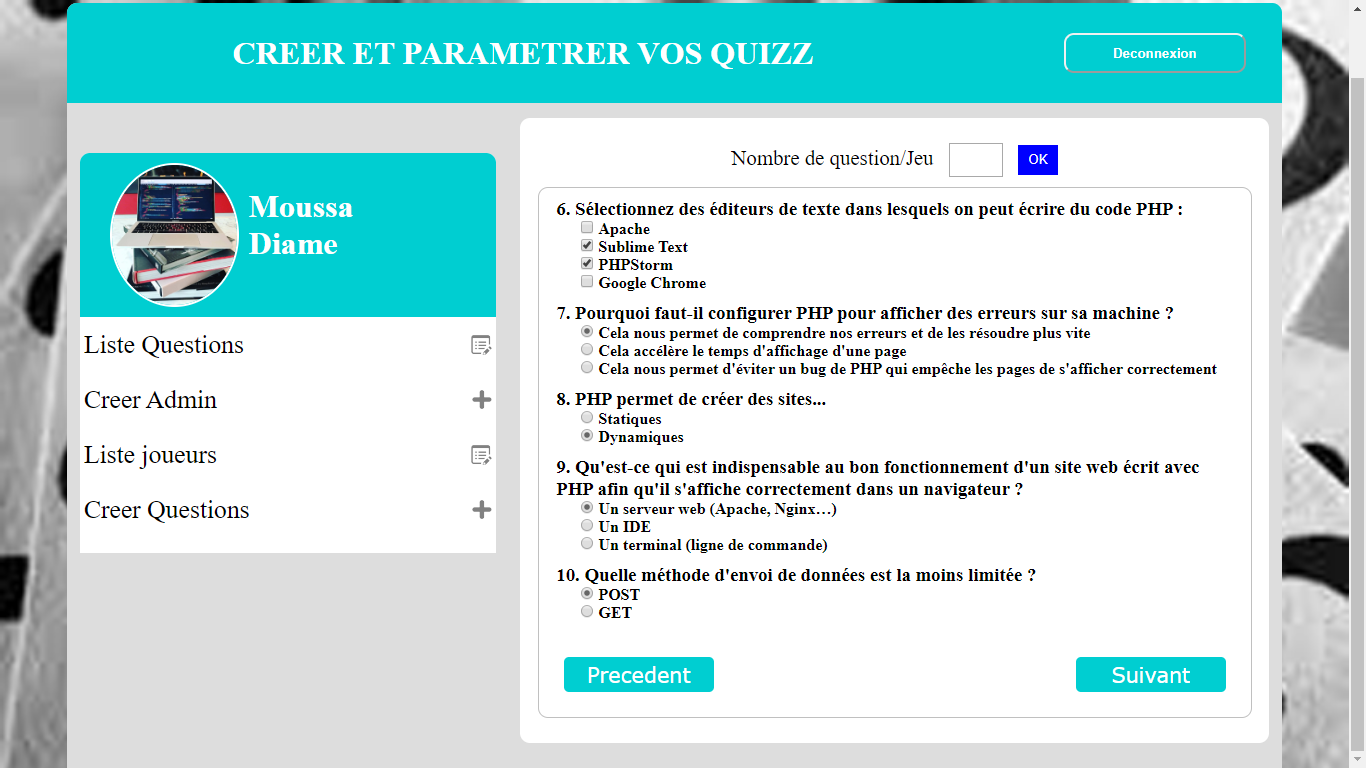 CREER ET PARAMETRER VOS QUIZZ
Deconnexion
Moussa
Diame
Liste Questions
Creer Admin
Liste joueurs
Creer Questions
Nombre de question/Jeu
OK
6. Sélectionnez des éditeurs de texte dans lesquels on peut écrire du code PHP :
Apache
Sublime Text
PHPStorm
Google Chrome
7. Pourquoi faut-il configurer PHP pour afficher des erreurs sur sa machine ?
Cela nous permet de comprendre nos erreurs et de les résoudre plus vite
Cela accélère le temps d'affichage d'une page
Cela nous permet d'éviter un bug de PHP qui empêche les pages de s'afficher correctement
8. PHP permet de créer des sites...
Statiques
Dynamiques
9. Qu'est-ce qui est indispensable au bon fonctionnement d'un site web écrit avec
PHP afin qu'il s'affiche correctement dans un navigateur ?
Un serveur web (Apache, Nginx…)
Un IDE
Un terminal (ligne de commande)
10. Quelle méthode d'envoi de données est la moins limitée ?
POST
GET
Precedent
Suivant